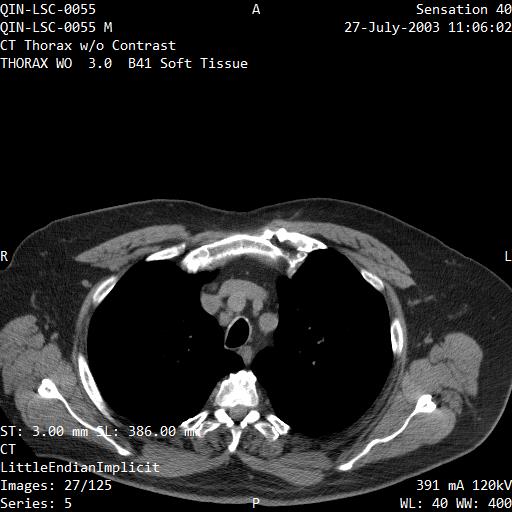 QIN-LSC-0055
A
Sensation 40
QIN-LSC-0055 M
27-July-2003 11:06:02
CT Thorax w/o Contrast
THORAX WO 3.0 B41 Soft Tissue
R
L
ST: 3.00 mm SL: 386.00 mm
CT
LittleEndianImplicit
Images: 27/125
391 mA 120kV
Series: 5
P
WL: 40 WW: 400